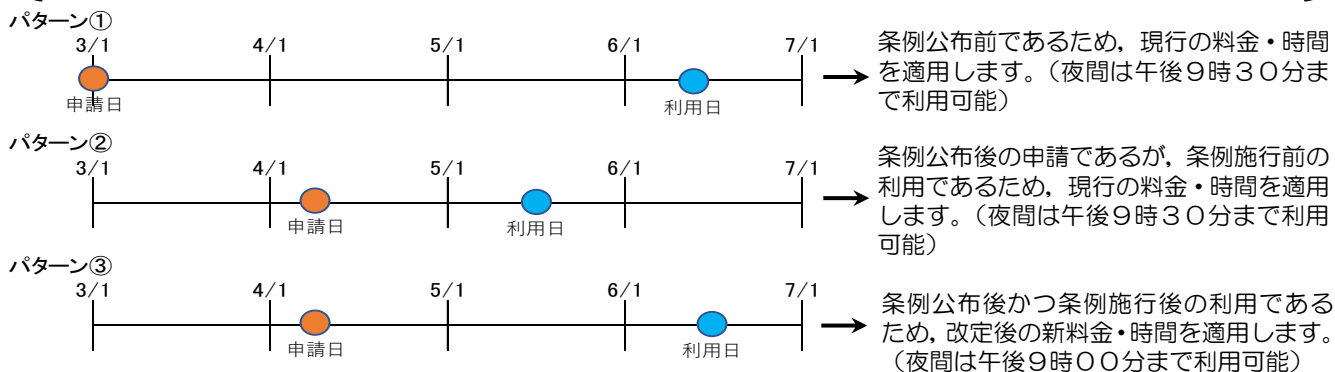 パターン①
3/1 4/1 5/1 6/1 7/1
申請日 利用日
条例公布前であるため，現行の料金・時間
を適用します。（夜間は午後９時３０分ま
で利用可能）
パターン②
3/1 4/1 5/1 6/1 7/1
申請日 利用日
条例公布後の申請であるが，条例施行前の
利用であるため，現行の料金・時間を適用
します。（夜間は午後９時３０分まで利用
可能）
パターン③
3/1 4/1 5/1 6/1 7/1
申請日 利用日
条例公布後かつ条例施行後の利用である
ため，改定後の新料金・時間を適用します。
（夜間は午後９時００分まで利用可能）